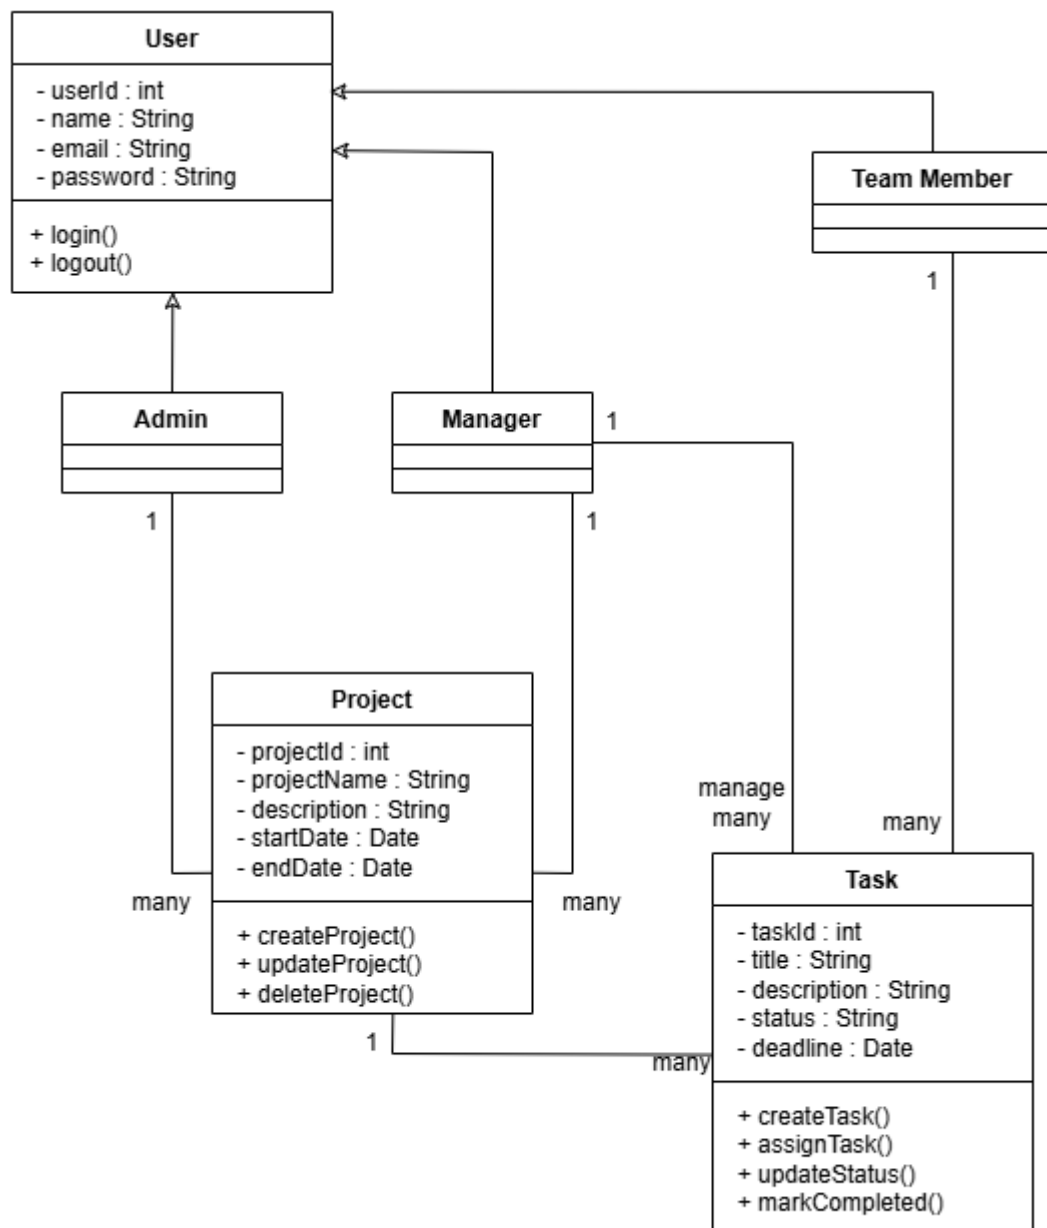 User
- userId : int
- name : String
- email : String
- password : String
+ login()
+ logout()
Team Member
1
Admin
1
Manager
1
1
Project
- projectId : int
- projectName : String
- description : String
- startDate : Date
- endDate : Date
many
many
+ createProject()
+ updateProject()
+ deleteProject()
1
many
manage
many
many
Task
- taskId : int
- title : String
- description : String
- status : String
- deadline : Date
+ createTask()
+ assignTask()
+ updateStatus()
+ markCompleted()